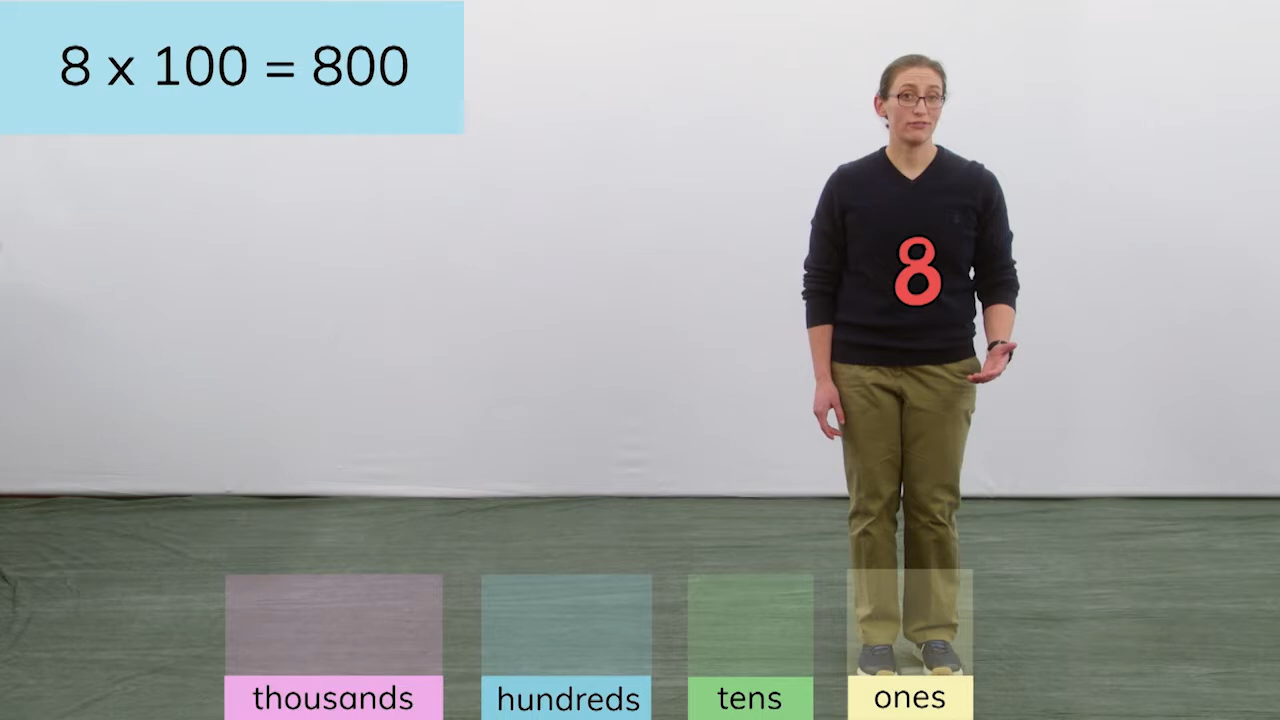 8 x 100 = 800
8
thousands hundreds tens ones